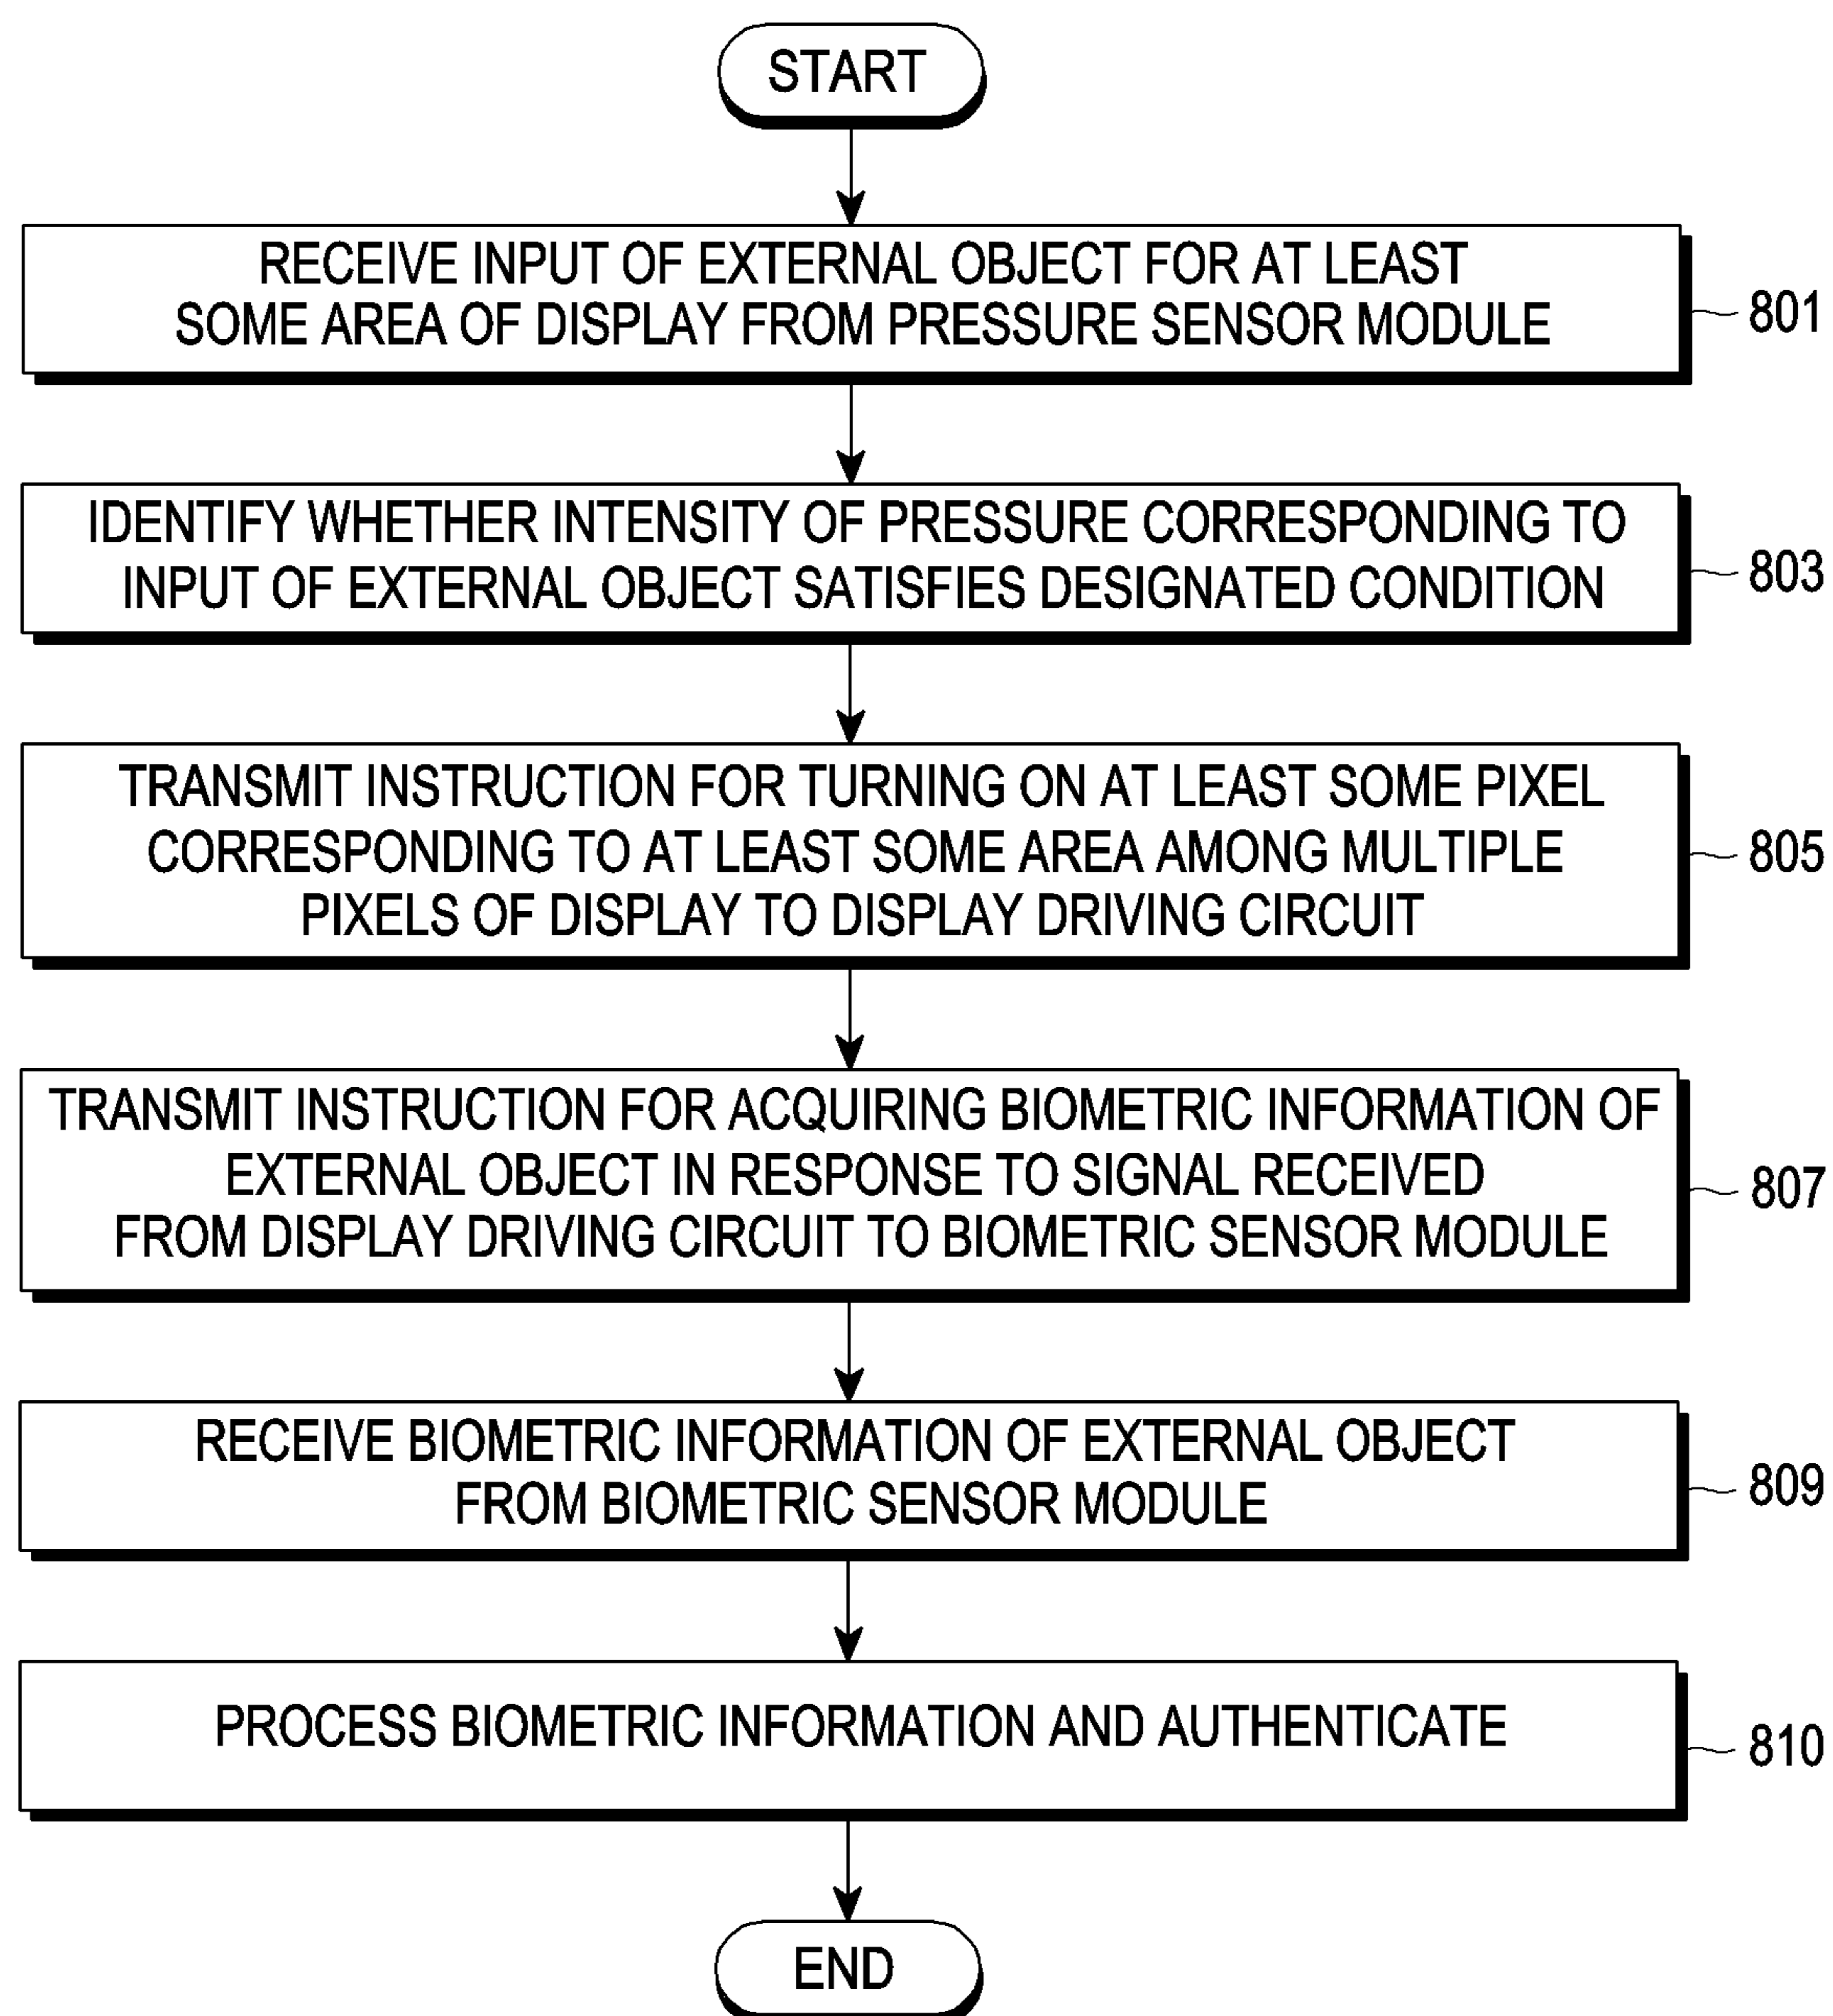 START
RECEIVE INPUT OF EXTERNAL OBJECT FOR AT LEAST
SOME AREA OF DISPLAY FROM PRESSURE SENSOR MODULE
801
IDENTIFY WHETHER INTENSITY OF PRESSURE CORRESPONDING TO
INPUT OF EXTERNAL OBJECT SATISFIES DESIGNATED CONDITION
803
TRANSMIT INSTRUCTION FOR TURNING ON AT LEAST SOME PIXEL
CORRESPONDING TO AT LEAST SOME AREA AMONG MULTIPLE
PIXELS OF DISPLAY TO DISPLAY DRIVING CIRCUIT
805
TRANSMIT INSTRUCTION FOR ACQUIRING BIOMETRIC INFORMATION OF
EXTERNAL OBJECT IN RESPONSE TO SIGNAL RECEIVED
FROM DISPLAY DRIVING CIRCUIT TO BIOMETRIC SENSOR MODULE
807
RECEIVE BIOMETRIC INFORMATION OF EXTERNAL OBJECT
FROM BIOMETRIC SENSOR MODULE
809
PROCESS BIOMETRIC INFORMATION AND AUTHENTICATE
810
END